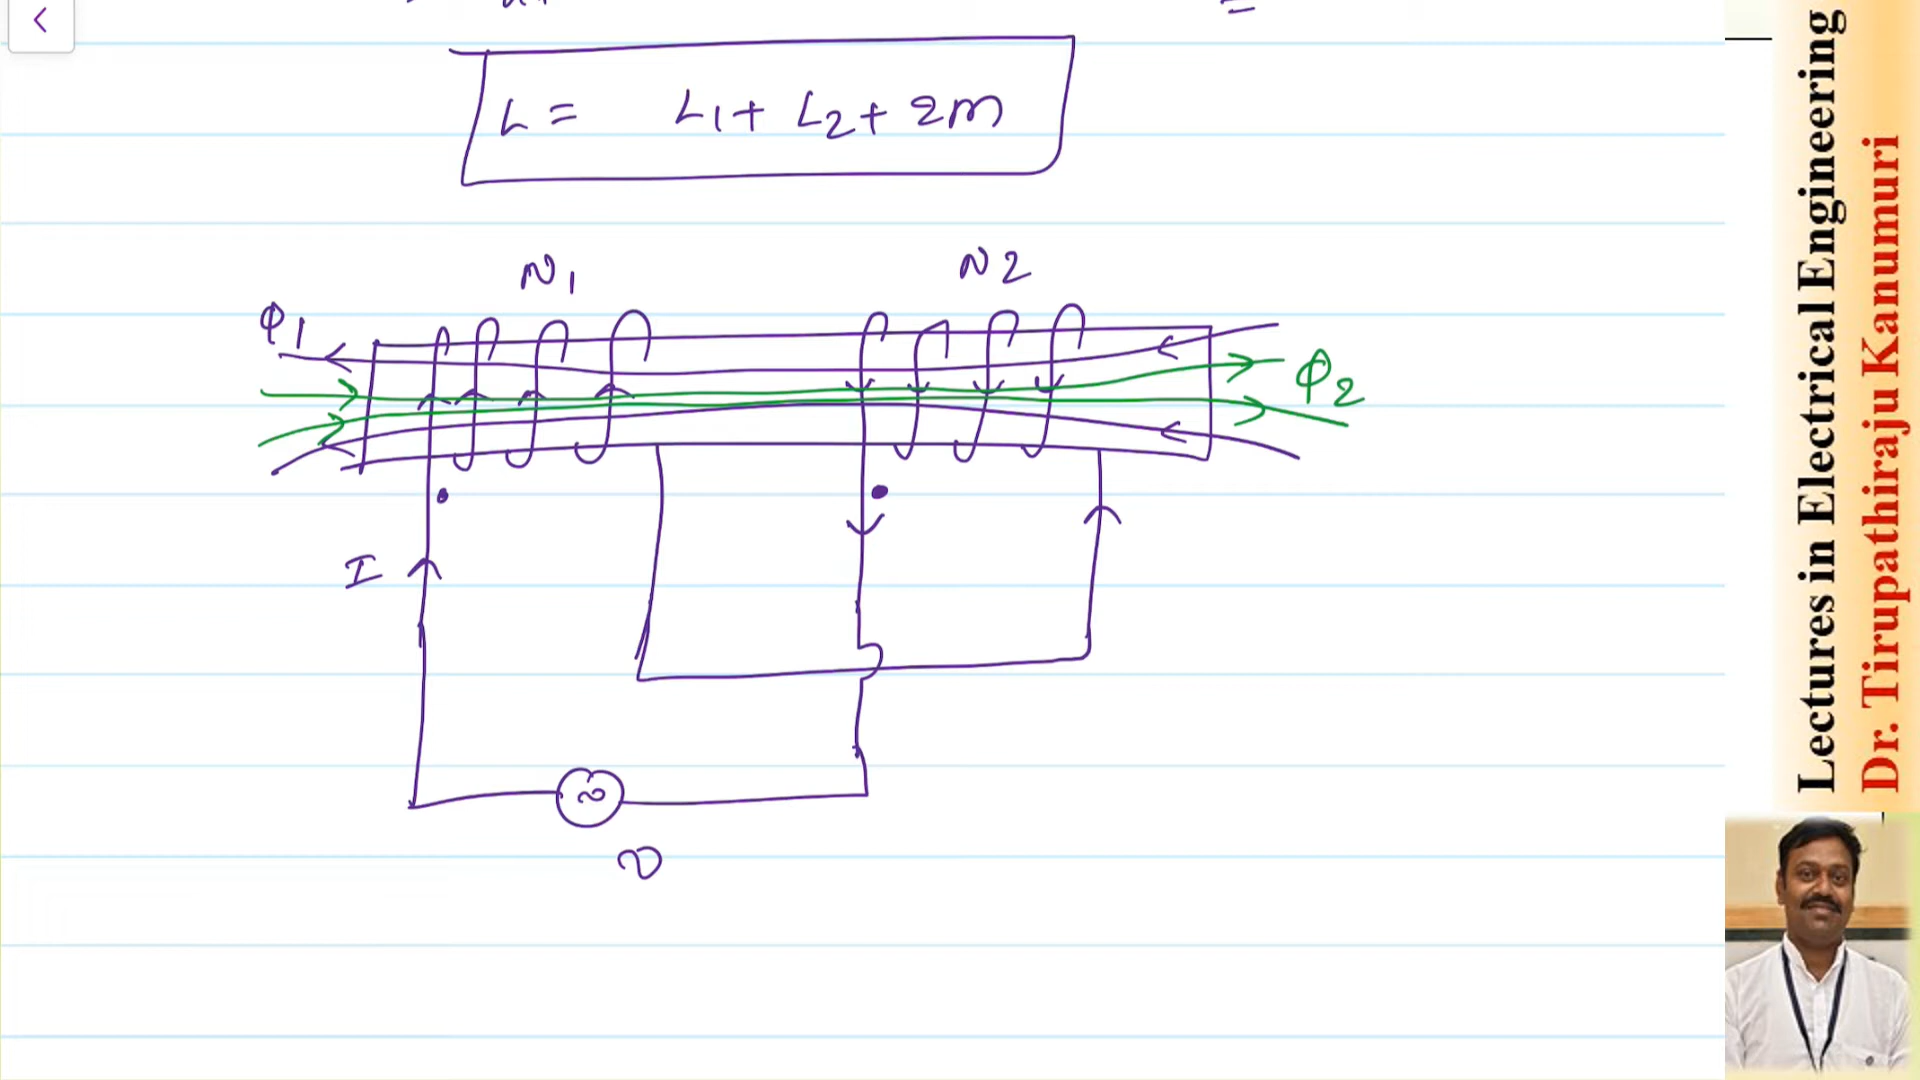 L = L1 + L2 + 2m
N1
N2
φ1
φ2
I
v
Lectures in Electrical Engineering
Dr. Tirupathiraju Kanumuri